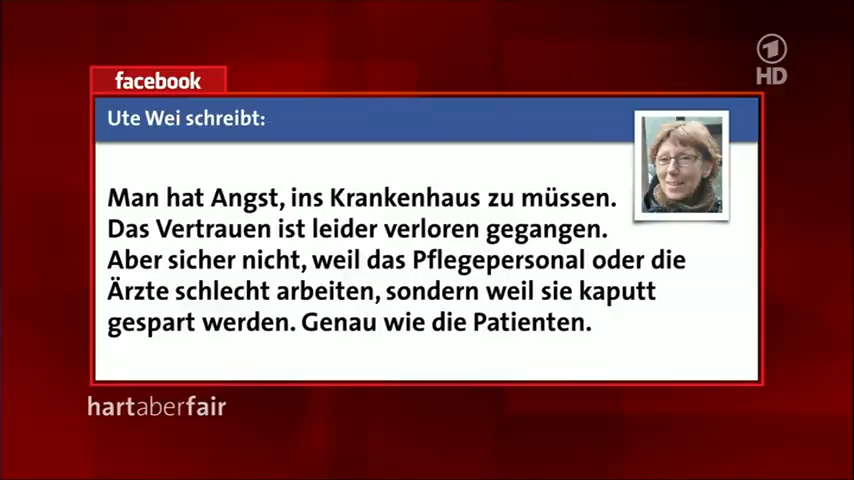 1
HD
facebook
Ute Wei schreibt:
Man hat Angst, ins Krankenhaus zu müssen.
Das Vertrauen ist leider verloren gegangen.
Aber sicher nicht, weil das Pflegepersonal oder die
Ärzte schlecht arbeiten, sondern weil sie kaputt
gespart werden. Genau wie die Patienten.
hartaberfair